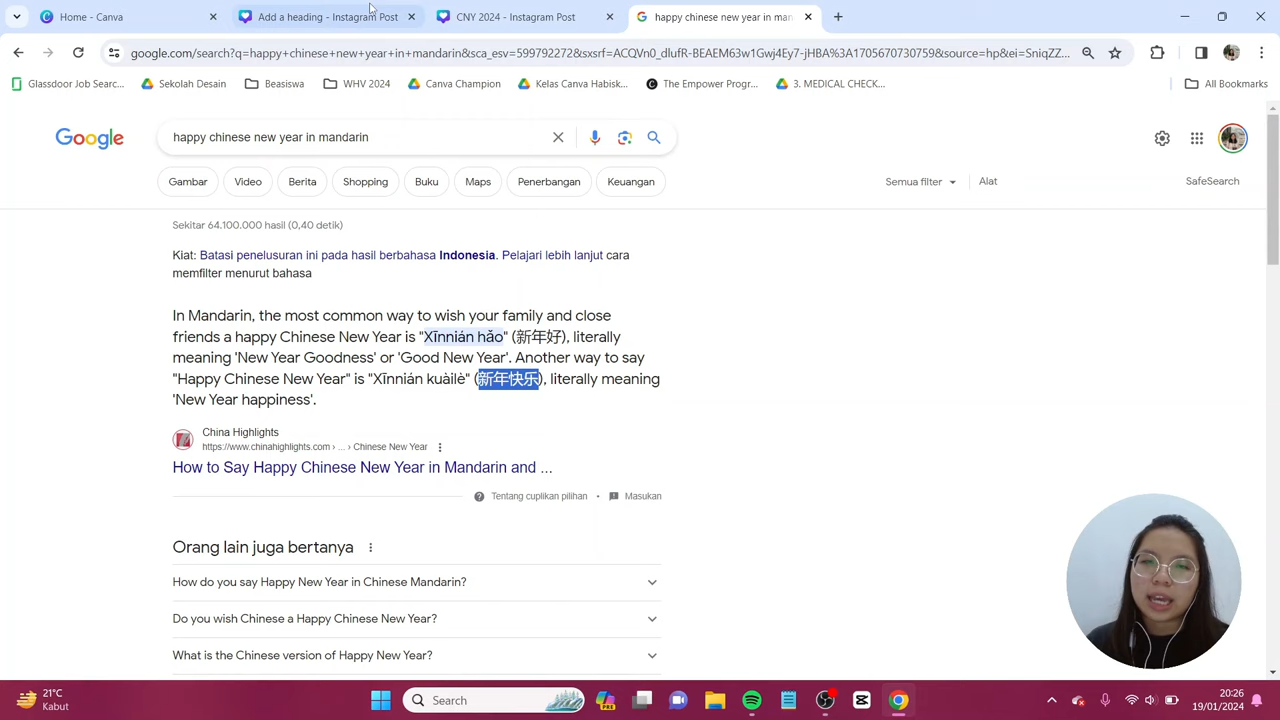 Home - Canva
Add a heading - Instagram Post
CNY 2024 - Instagram Post
happy chinese new year in man
google.com/search?q=happy+chinese+new+year+in+mandarin&sca_esv=599792272&sxsrf=ACQVn0_dlufR-BEAEM63w1Gwj4Ey7-jHBA%3A1705670730759&source=hp&ei=SniqZZ...
Glassdoor Job Searc...
Sekolah Desain
Beasiswa
WHV 2024
Canva Champion
Kelas Canva Habisk...
The Empower Progr...
3. MEDICAL CHECK...
All Bookmarks
Google
happy chinese new year in mandarin
Gambar
Video
Berita
Shopping
Buku
Maps
Penerbangan
Keuangan
Semua filter
Alat
SafeSearch
Sekitar 64.100.000 hasil (0,40 detik)
Kiat: Batasi penelusuran ini pada hasil berbahasa Indonesia. Pelajari lebih lanjut cara
memfilter menurut bahasa
In Mandarin, the most common way to wish your family and close
friends a happy Chinese New Year is "Xīnnián hǎo" (新年好), literally
meaning 'New Year Goodness' or 'Good New Year'. Another way to say
"Happy Chinese New Year" is "Xīnnián kuàilè" (新年快乐), literally meaning
'New Year happiness'.
China Highlights
https://www.chinahighlights.com › ... › Chinese New Year
How to Say Happy Chinese New Year in Mandarin and ...
Tentang cuplikan pilihan • Masukan
Orang lain juga bertanya
How do you say Happy New Year in Chinese Mandarin?
Do you wish Chinese a Happy Chinese New Year?
What is the Chinese version of Happy New Year?
21°C
Kabut
Search
PRE
20:26
19/01/2024